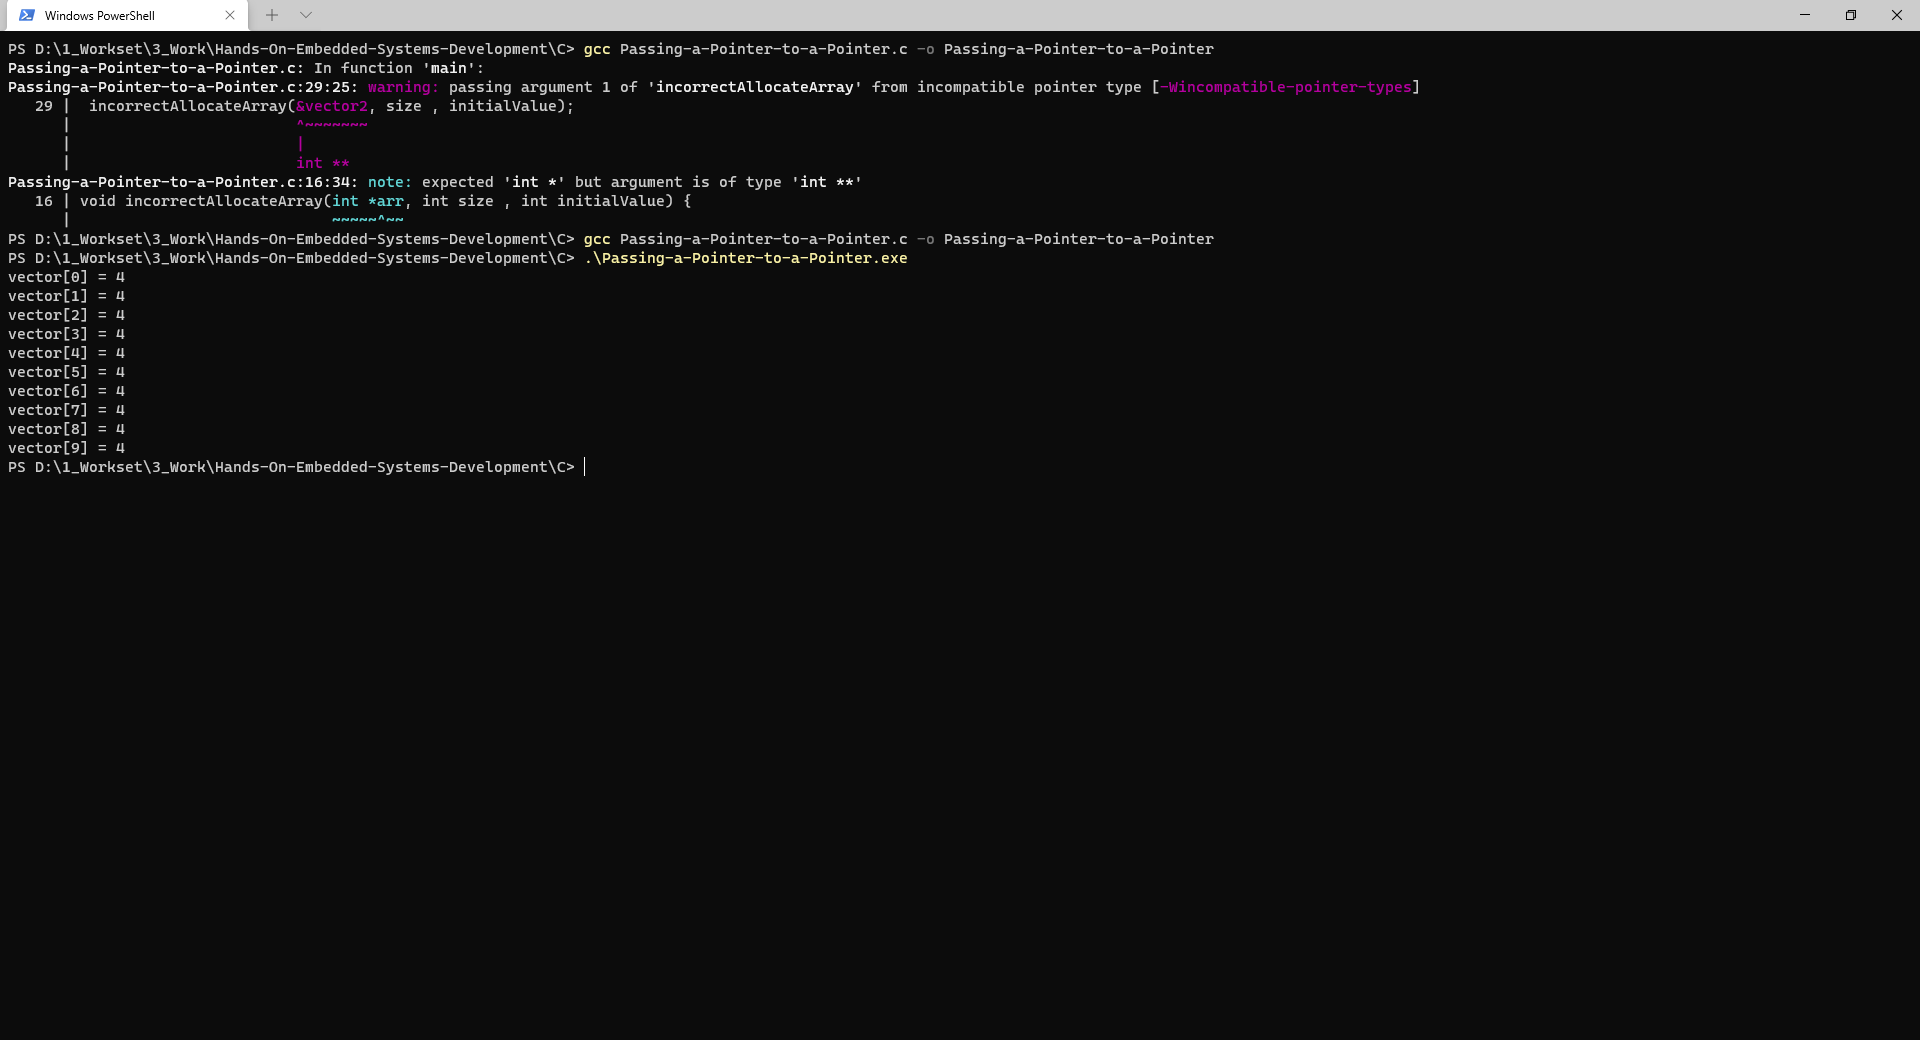 Windows PowerShell
PS D:\1_Workset\3_Work\Hands-On-Embedded-Systems-Development\C> gcc Passing-a-Pointer-to-a-Pointer.c -o Passing-a-Pointer-to-a-Pointer
Passing-a-Pointer-to-a-Pointer.c: In function 'main':
Passing-a-Pointer-to-a-Pointer.c:29:25: warning: passing argument 1 of 'incorrectAllocateArray' from incompatible pointer type [-Wincompatible-pointer-types]
   29 |  incorrectAllocateArray(&vector2, size , initialValue);
      |                         ^~~~~~~~
      |                         |
      |                         int **
Passing-a-Pointer-to-a-Pointer.c:16:34: note: expected 'int *' but argument is of type 'int **'
   16 | void incorrectAllocateArray(int *arr, int size , int initialValue) {
      |                             ~~~~~^~~
PS D:\1_Workset\3_Work\Hands-On-Embedded-Systems-Development\C> gcc Passing-a-Pointer-to-a-Pointer.c -o Passing-a-Pointer-to-a-Pointer
PS D:\1_Workset\3_Work\Hands-On-Embedded-Systems-Development\C> .\Passing-a-Pointer-to-a-Pointer.exe
vector[0] = 4
vector[1] = 4
vector[2] = 4
vector[3] = 4
vector[4] = 4
vector[5] = 4
vector[6] = 4
vector[7] = 4
vector[8] = 4
vector[9] = 4
PS D:\1_Workset\3_Work\Hands-On-Embedded-Systems-Development\C>